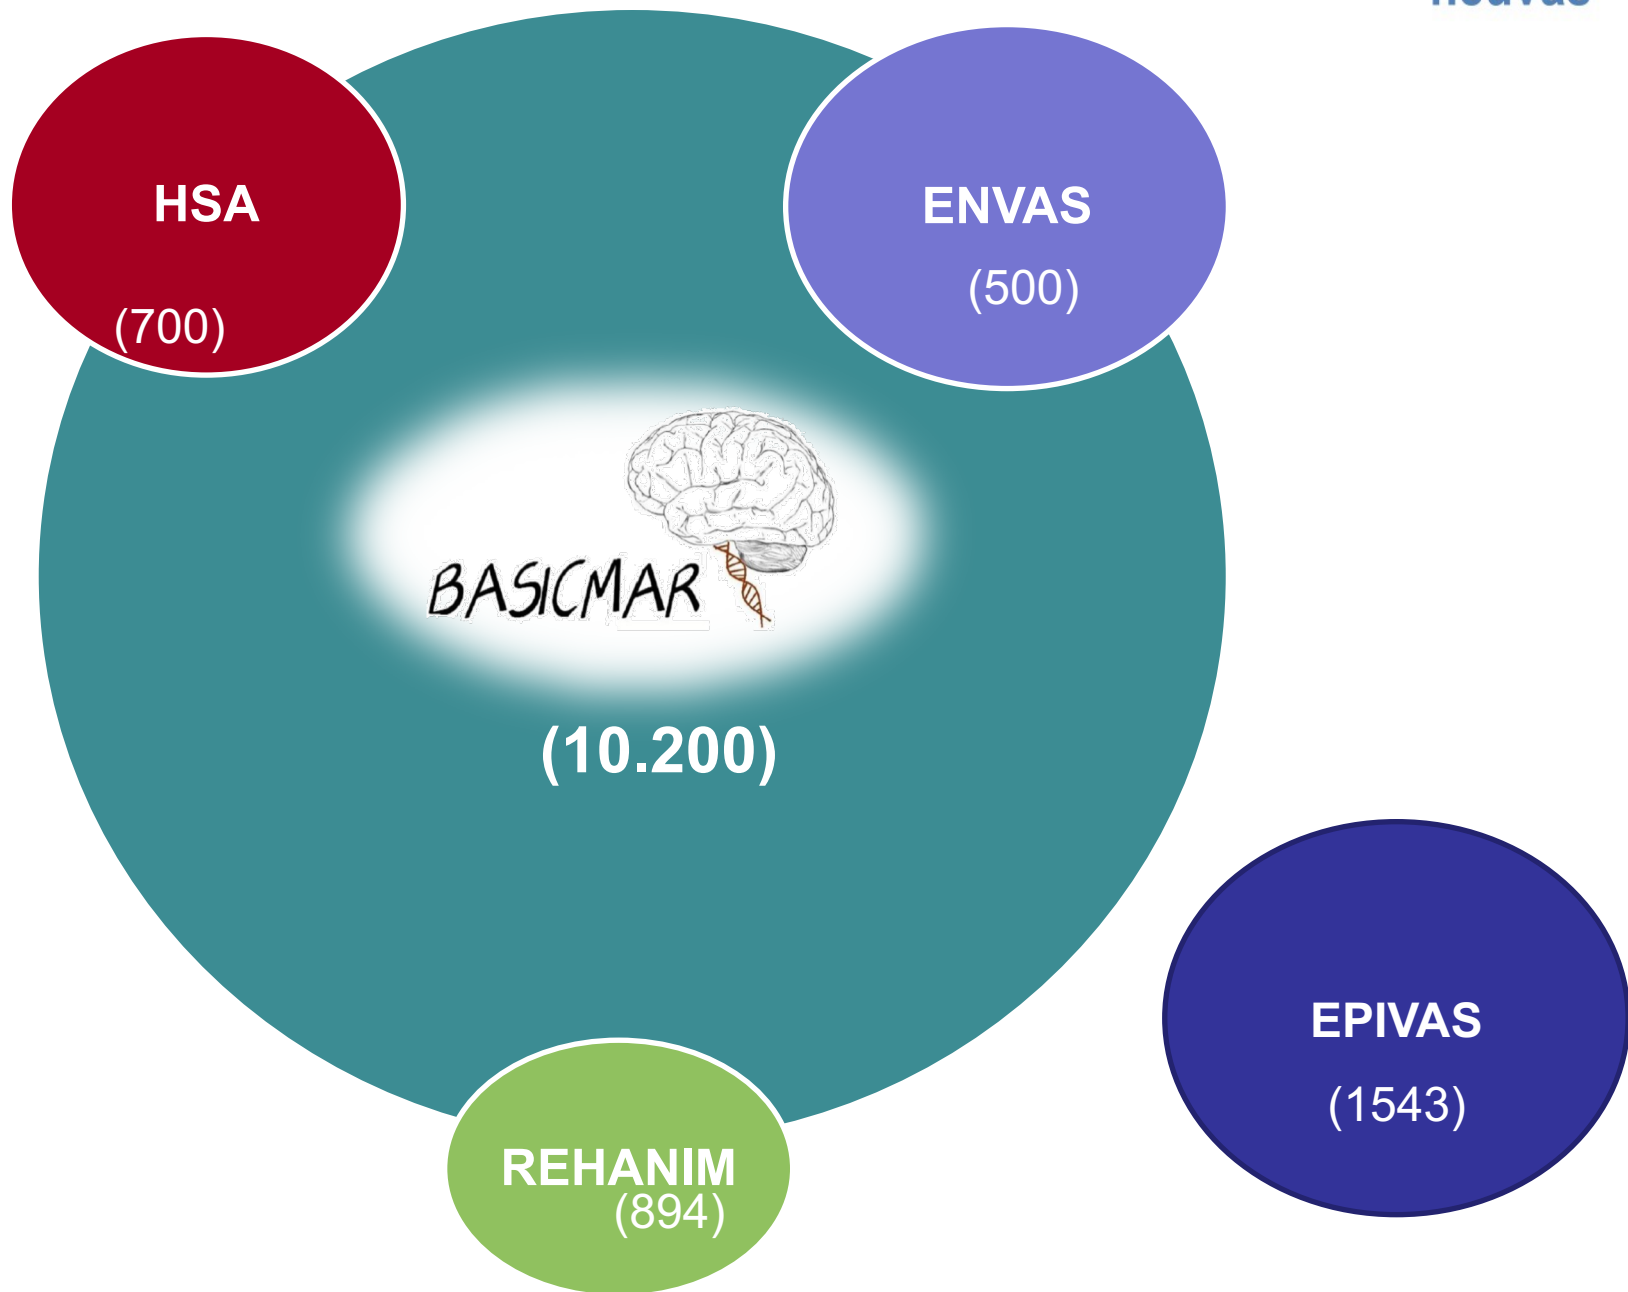 HSA
(700)
ENVAS
(500)
BASICMAR
(10.200)
EPIVAS
(1543)
REHANIM
(894)